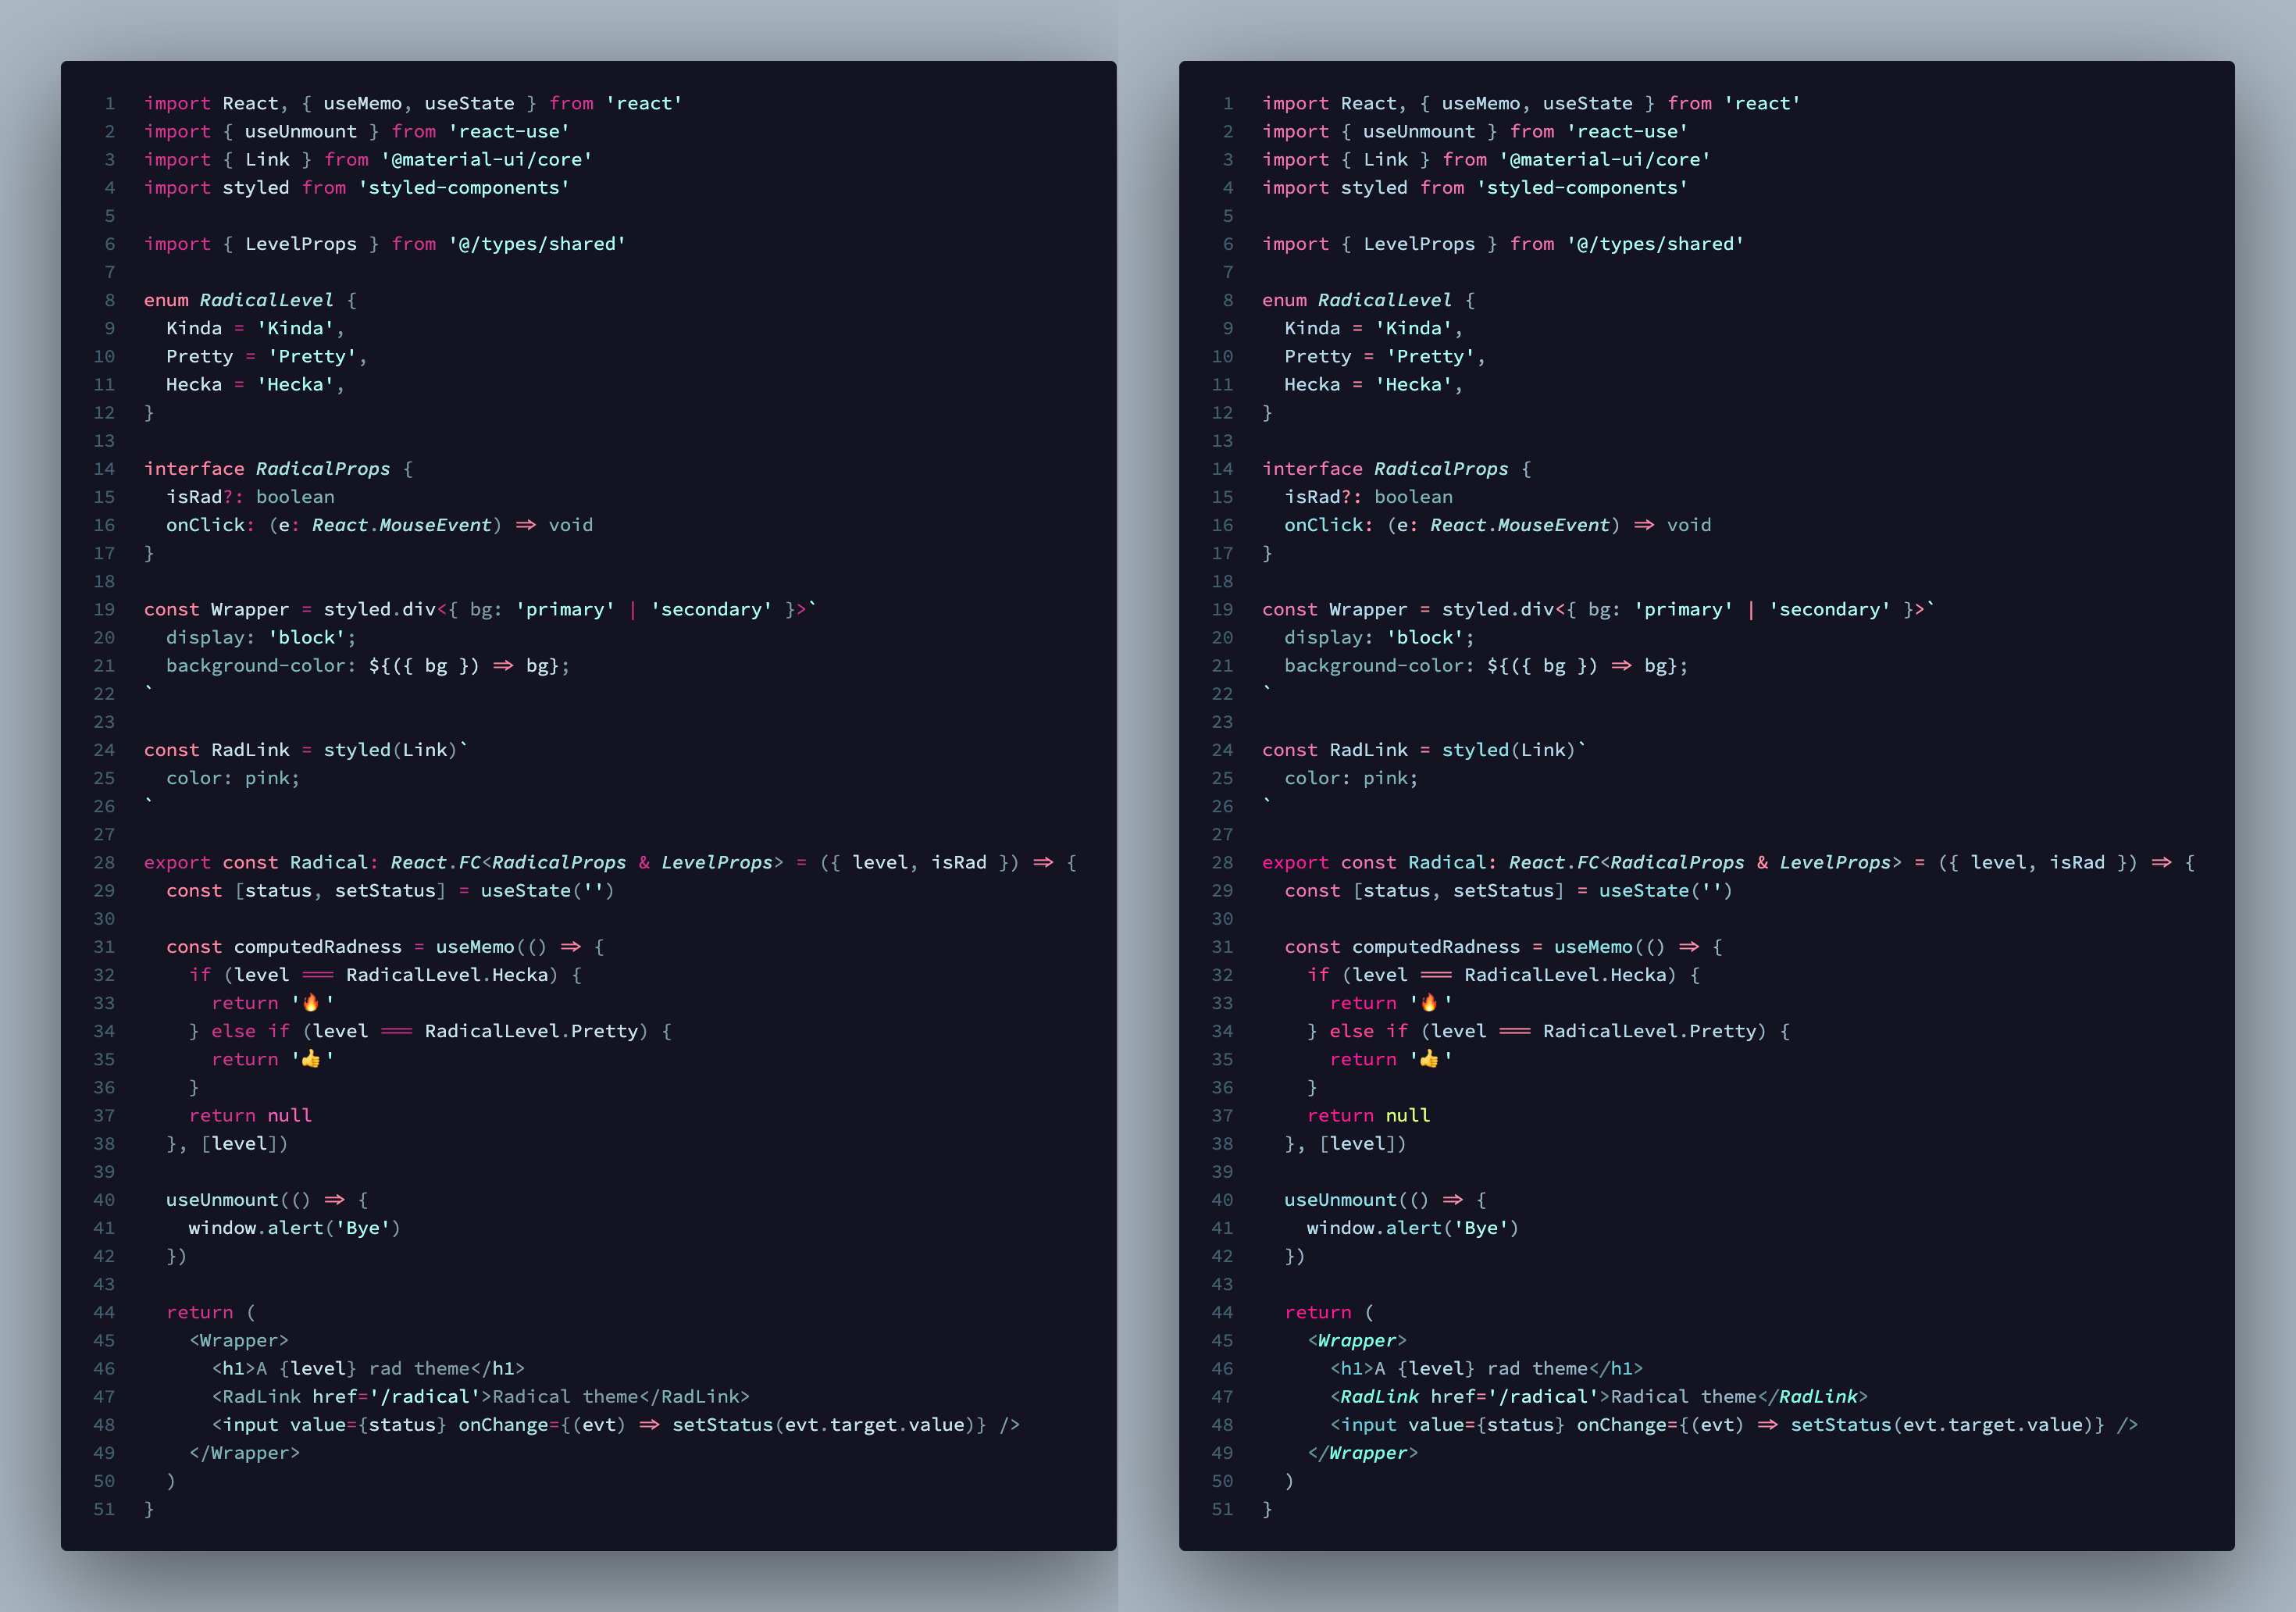 1 import React, { useMemo, useState } from 'react'
2 import { useUnmount } from 'react-use'
3 import { Link } from '@material-ui/core'
4 import styled from 'styled-components'
5
6 import { LevelProps } from '@/types/shared'
7
8 enum RadicalLevel {
9   Kinda = 'Kinda',
10   Pretty = 'Pretty',
11   Hecka = 'Hecka',
12 }
13
14 interface RadicalProps {
15   isRad?: boolean
16   onClick: (e: React.MouseEvent) => void
17 }
18
19 const Wrapper = styled.div<{ bg: 'primary' | 'secondary' }>`
20   display: 'block';
21   background-color: ${({ bg }) => bg};
22 `
23
24 const RadLink = styled(Link)`
25   color: pink;
26 `
27
28 export const Radical: React.FC<RadicalProps & LevelProps> = ({ level, isRad }) => {
29   const [status, setStatus] = useState('')
30
31   const computedRadness = useMemo(() => {
32     if (level === RadicalLevel.Hecka) {
33       return '🔥'
34     } else if (level === RadicalLevel.Pretty) {
35       return '👍'
36     }
37     return null
38   }, [level])
39
40   useUnmount(() => {
41     window.alert('Bye')
42   })
43
44   return (
45     <Wrapper>
46       <h1>A {level} rad theme</h1>
47       <RadLink href='/radical'>Radical theme</RadLink>
48       <input value={status} onChange={(evt) => setStatus(evt.target.value)} />
49     </Wrapper>
50   )
51 }
1 import React, { useMemo, useState } from 'react'
2 import { useUnmount } from 'react-use'
3 import { Link } from '@material-ui/core'
4 import styled from 'styled-components'
5
6 import { LevelProps } from '@/types/shared'
7
8 enum RadicalLevel {
9   Kinda = 'Kinda',
10   Pretty = 'Pretty',
11   Hecka = 'Hecka',
12 }
13
14 interface RadicalProps {
15   isRad?: boolean
16   onClick: (e: React.MouseEvent) => void
17 }
18
19 const Wrapper = styled.div<{ bg: 'primary' | 'secondary' }>`
20   display: 'block';
21   background-color: ${({ bg }) => bg};
22 `
23
24 const RadLink = styled(Link)`
25   color: pink;
26 `
27
28 export const Radical: React.FC<RadicalProps & LevelProps> = ({ level, isRad }) => {
29   const [status, setStatus] = useState('')
30
31   const computedRadness = useMemo(() => {
32     if (level === RadicalLevel.Hecka) {
33       return '🔥'
34     } else if (level === RadicalLevel.Pretty) {
35       return '👍'
36     }
37     return null
38   }, [level])
39
40   useUnmount(() => {
41     window.alert('Bye')
42   })
43
44   return (
45     <Wrapper>
46       <h1>A {level} rad theme</h1>
47       <RadLink href='/radical'>Radical theme</RadLink>
48       <input value={status} onChange={(evt) => setStatus(evt.target.value)} />
49     </Wrapper>
50   )
51 }